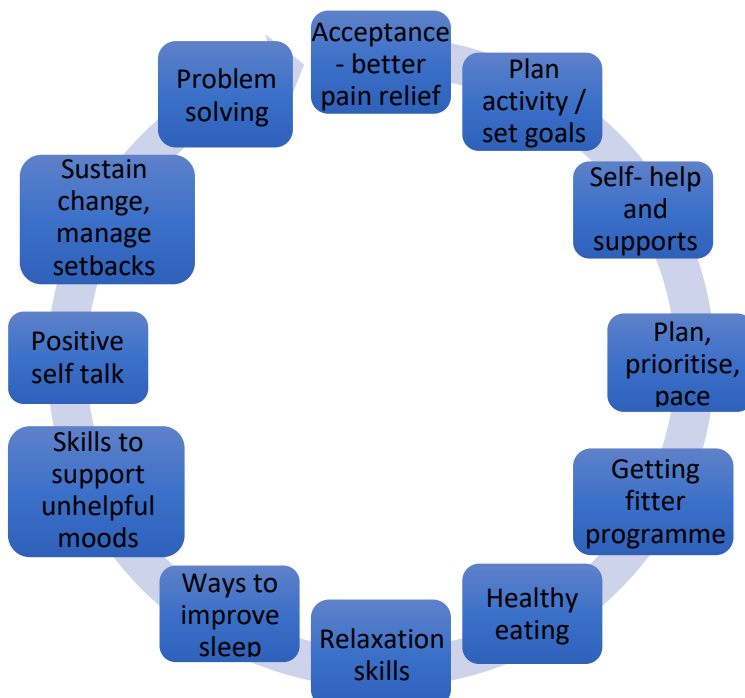 Acceptance
- better
pain relief
Plan
activity /
set goals
Self- help
and
supports
Plan,
prioritise,
pace
Getting
fitter
programme
Healthy
eating
Relaxation
skills
Ways to
improve
sleep
Skills to
support
unhelpful
moods
Positive
self talk
Sustain
change,
manage
setbacks
Problem
solving